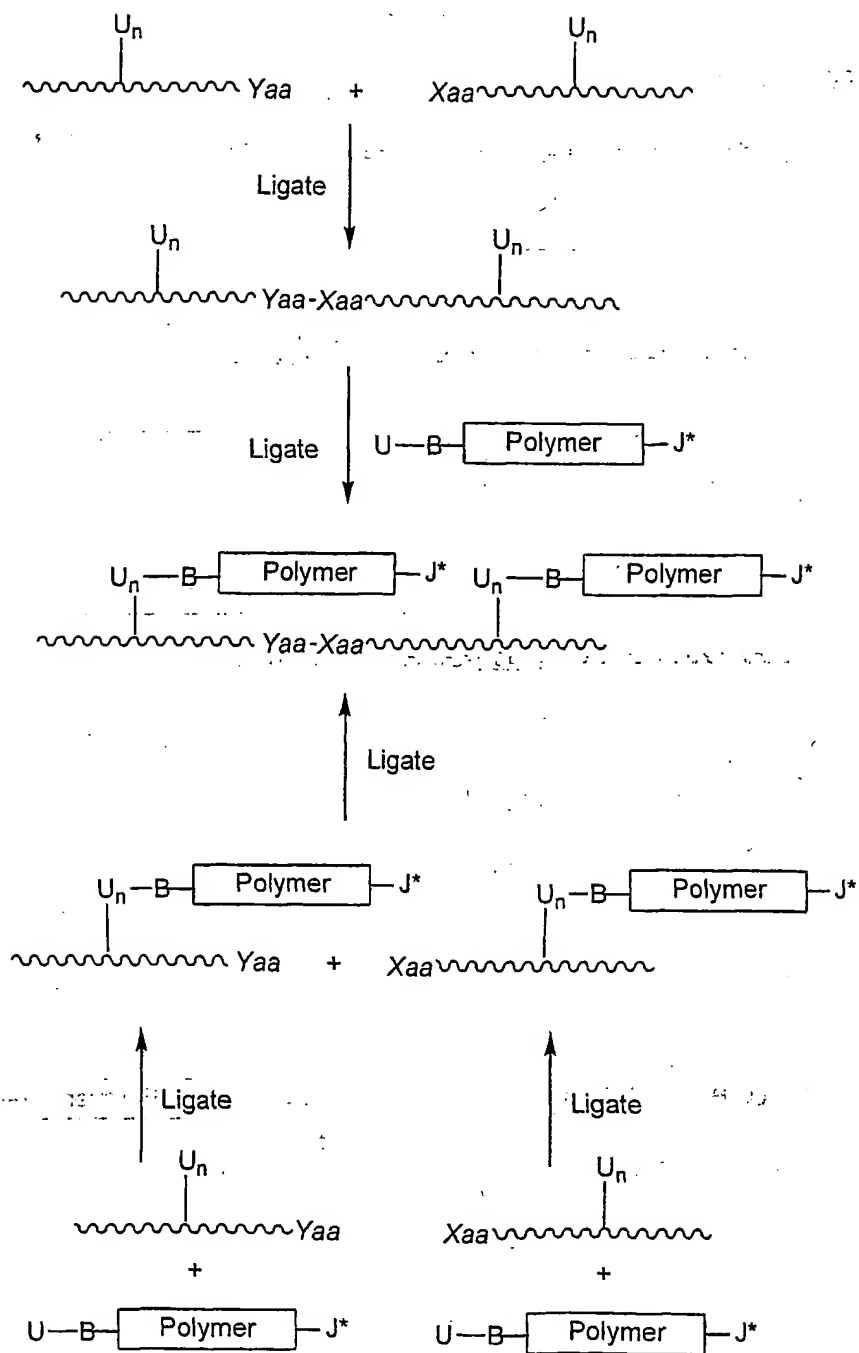 Uₙ Uₙ
Yaa + Xaa
Ligate
Uₙ Uₙ
Yaa-Xaa
Ligate U—B—Polymer—J*
Uₙ—B—Polymer—J* Uₙ—B—Polymer—J*
Yaa-Xaa
Ligate
Uₙ—B—Polymer—J* Uₙ—B—Polymer—J*
Yaa + Xaa
Ligate Ligate
Uₙ Uₙ
Yaa Xaa
+ +
U—B—Polymer—J* U—B—Polymer—J*